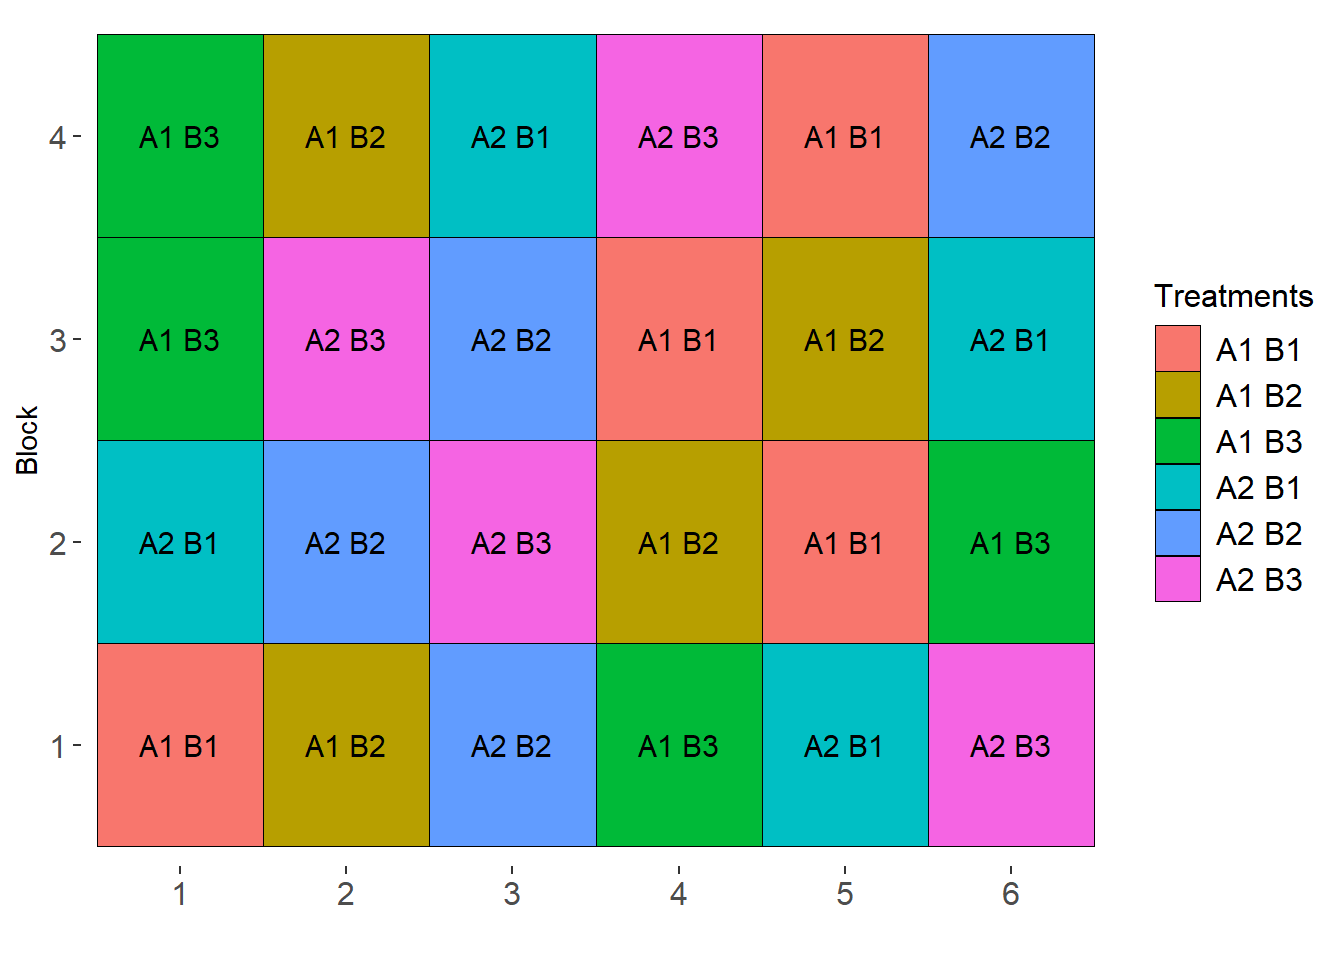 4 A1 B3 A1 B2 A2 B1 A2 B3 A1 B1 A2 B2
3 A1 B3 A2 B3 A2 B2 A1 B1 A1 B2 A2 B1
2 A2 B1 A2 B2 A2 B3 A1 B2 A1 B1 A1 B3
1 A1 B1 A1 B2 A2 B2 A1 B3 A2 B1 A2 B3
1 2 3 4 5 6
Block
Treatments
A1 B1
A1 B2
A1 B3
A2 B1
A2 B2
A2 B3